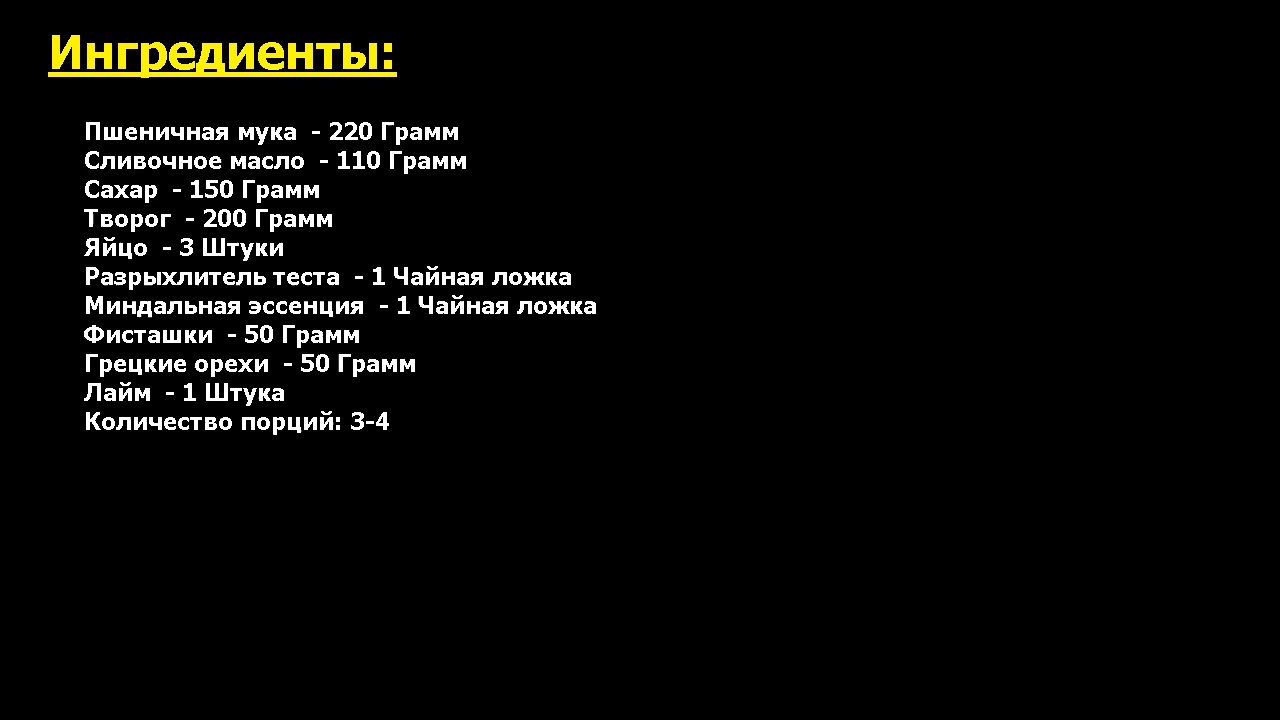 Ингредиенты:
Пшеничная мука  - 220 Грамм
Сливочное масло  - 110 Грамм
Сахар  - 150 Грамм
Творог  - 200 Грамм
Яйцо  - 3 Штуки
Разрыхлитель теста  - 1 Чайная ложка
Миндальная эссенция  - 1 Чайная ложка
Фисташки  - 50 Грамм
Грецкие орехи  - 50 Грамм
Лайм  - 1 Штука
Количество порций: 3-4